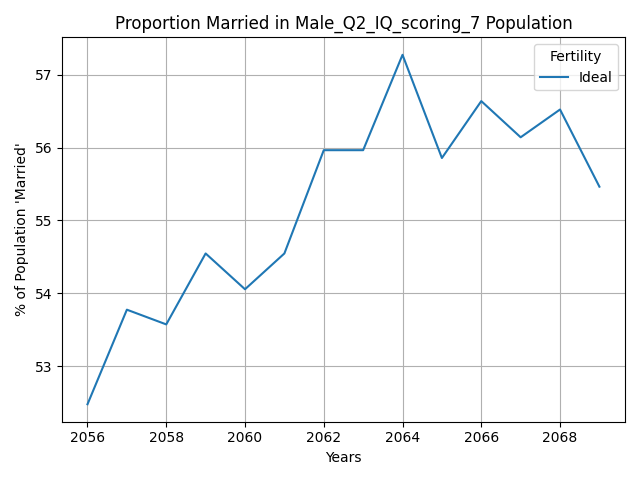 Proportion Married in Male_Q2_IQ_scoring_7 Population
Fertility
Ideal
% of Population 'Married'
57
56
55
54
53
2056
2058
2060
2062
2064
2066
2068
Years